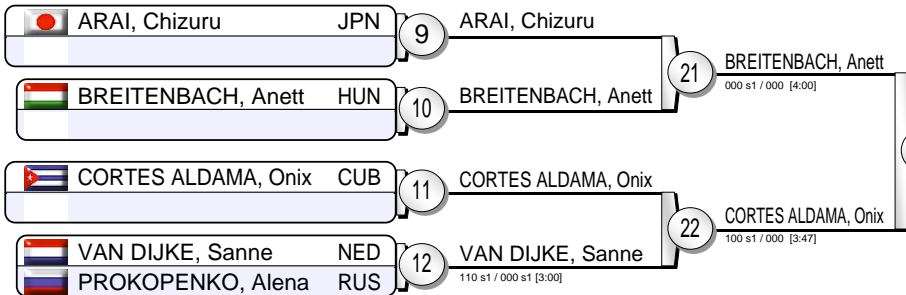 ARAI, Chizuru JPN
9
ARAI, Chizuru
BREITENBACH, Anett HUN
10
BREITENBACH, Anett
21
BREITENBACH, Anett
000 s1 / 000 [4:00]
CORTES ALDAMA, Onix CUB
11
CORTES ALDAMA, Onix
VAN DIJKE, Sanne NED
PROKOPENKO, Alena RUS
12
VAN DIJKE, Sanne
110 s1 / 000 s1 [3:00]
22
CORTES ALDAMA, Onix
100 s1 / 000 [3:47]